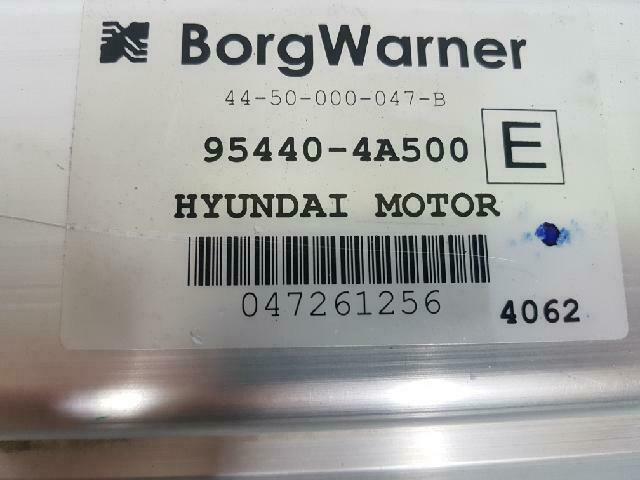 BorgWarner
44-50-000-047-B
95440-4A500 E
HYUNDAI MOTOR
047261256
4062